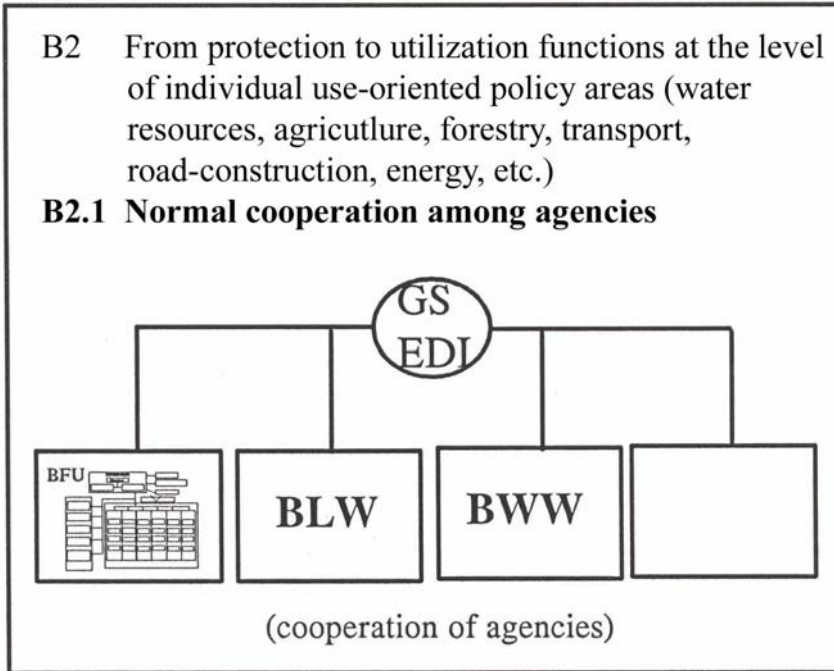 B2 From protection to utilization functions at the level
of individual use-oriented policy areas (water
resources, agricutlure, forestry, transport,
road-construction, energy, etc.)
B2.1 Normal cooperation among agencies
GS
EDI
BFU
BLW
BWW
(cooperation of agencies)